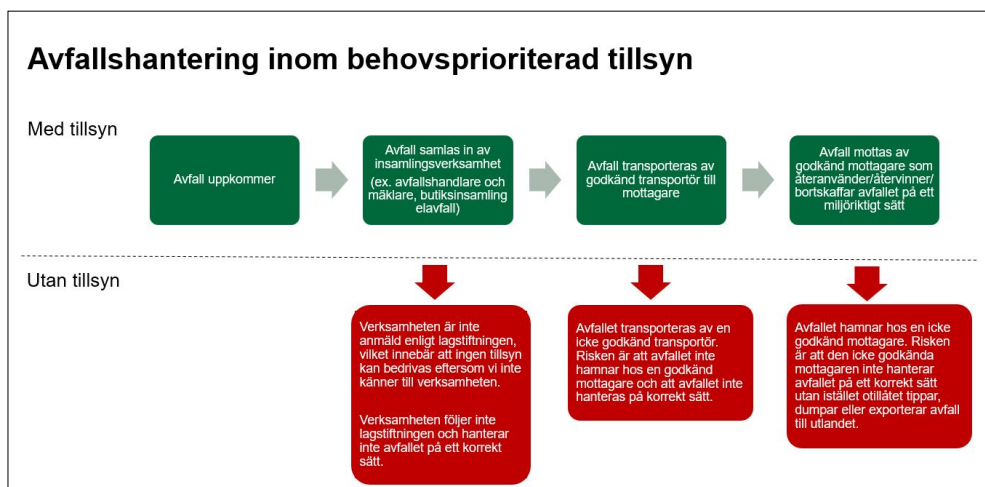 Avfallshantering inom behovsprioriterad tillsyn
Med tillsyn
Avfall uppkommer
Avfall samlas in av
insamlingsverksamhet
(ex. avfallshandlare och
mäklare, butiksinsamling
elavfall)
Avfall transporteras av
godkänd transportör till
mottagare
Avfall mottas av
godkänd mottagare som
återanvänder/återvinner/
bortskaffar avfallet på ett
miljöriktigt sätt
Utan tillsyn
Verksamheten är inte
anmäld enligt lagstiftningen,
vilket innebär att ingen tillsyn
kan bedrivas eftersom vi inte
känner till verksamheten.
Verksamheten följer inte
lagstiftningen och hanterar
inte avfallet på ett korrekt
sätt.
Avfallet transporteras av en
icke godkänd transportör.
Risken är att avfallet inte
hamnar hos en godkänd
mottagare och att avfallet inte
hanteras på korrekt sätt.
Avfallet hamnar hos en icke
godkänd mottagare. Risken
är att den icke godkända
mottagaren inte hanterar
avfallet på ett korrekt sätt
utan istället otillåtet tippar,
dumpar eller exporterar avfall
till utlandet.